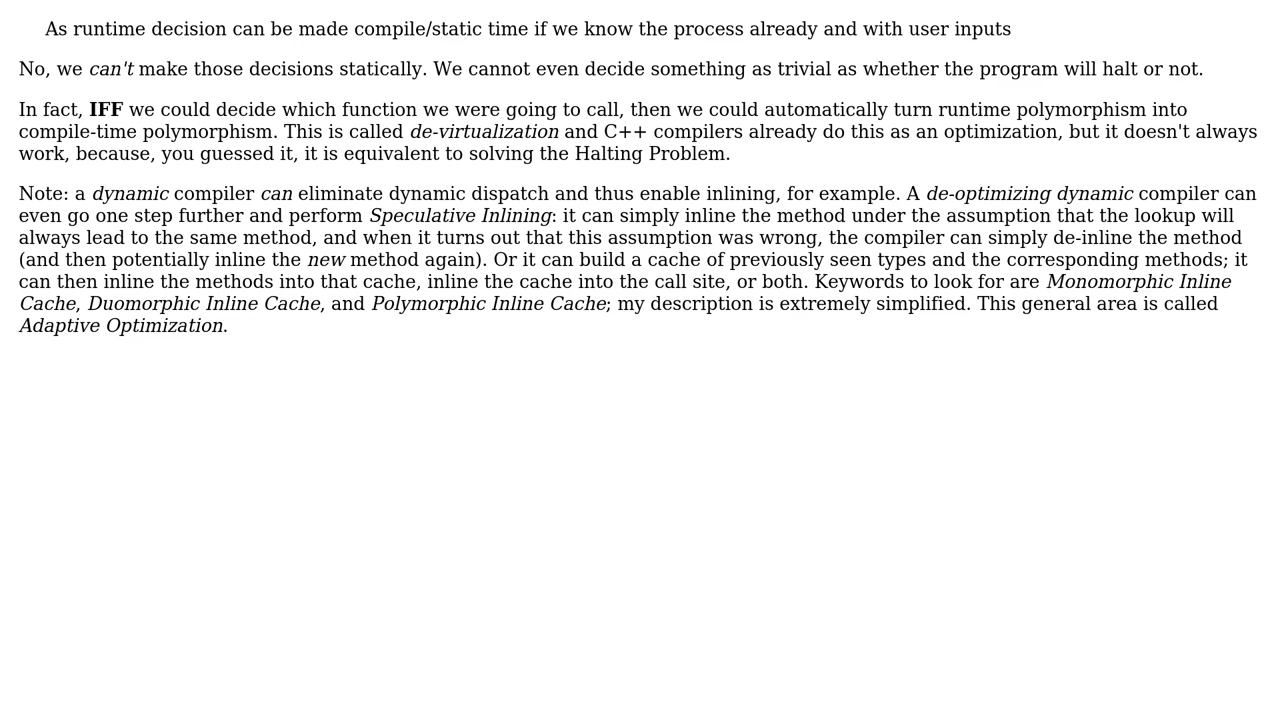 As runtime decision can be made compile/static time if we know the process already and with user inputs
No, we can't make those decisions statically. We cannot even decide something as trivial as whether the program will halt or not.
In fact, IFF we could decide which function we were going to call, then we could automatically turn runtime polymorphism into
compile-time polymorphism. This is called de-virtualization and C++ compilers already do this as an optimization, but it doesn't always
work, because, you guessed it, it is equivalent to solving the Halting Problem.
Note: a dynamic compiler can eliminate dynamic dispatch and thus enable inlining, for example. A de-optimizing dynamic compiler can
even go one step further and perform Speculative Inlining: it can simply inline the method under the assumption that the lookup will
always lead to the same method, and when it turns out that this assumption was wrong, the compiler can simply de-inline the method
(and then potentially inline the new method again). Or it can build a cache of previously seen types and the corresponding methods; it
can then inline the methods into that cache, inline the cache into the call site, or both. Keywords to look for are Monomorphic Inline
Cache, Duomorphic Inline Cache, and Polymorphic Inline Cache; my description is extremely simplified. This general area is called
Adaptive Optimization.